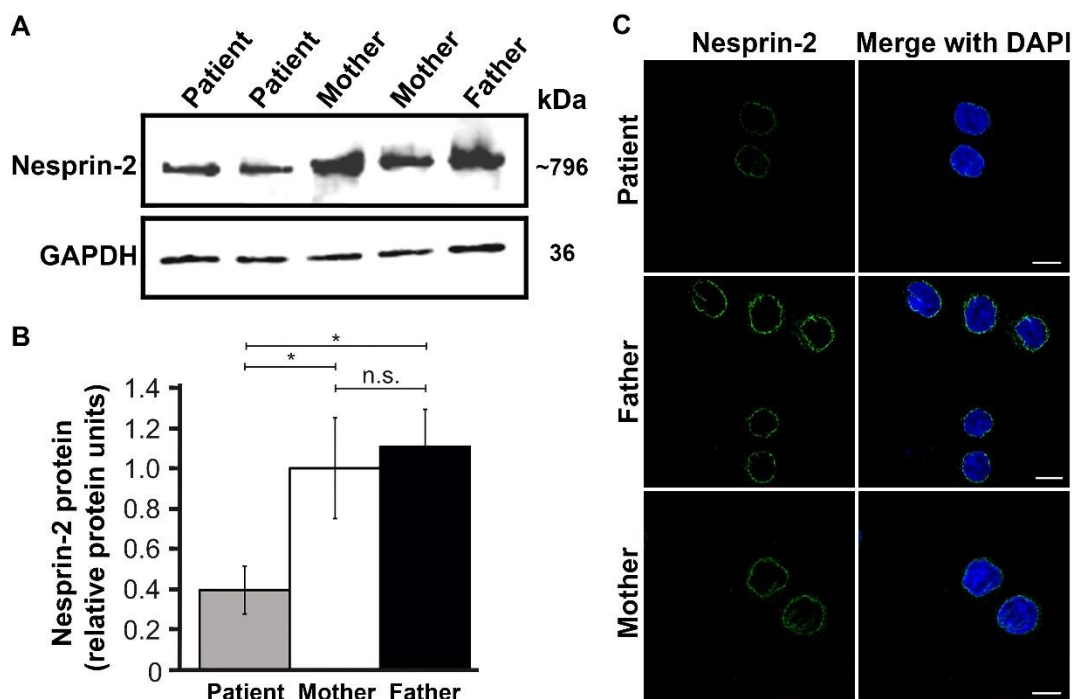 A
Patient Patient Mother Mother Father kDa
Nesprin-2 ~796
GAPDH 36
B
Nesprin-2 protein
(relative protein units)
*
*
n.s.
1.4
1.2
1.0
0.8
0.6
0.4
0.2
0
Patient Mother Father
C
Nesprin-2 Merge with DAPI
Patient
Father
Mother